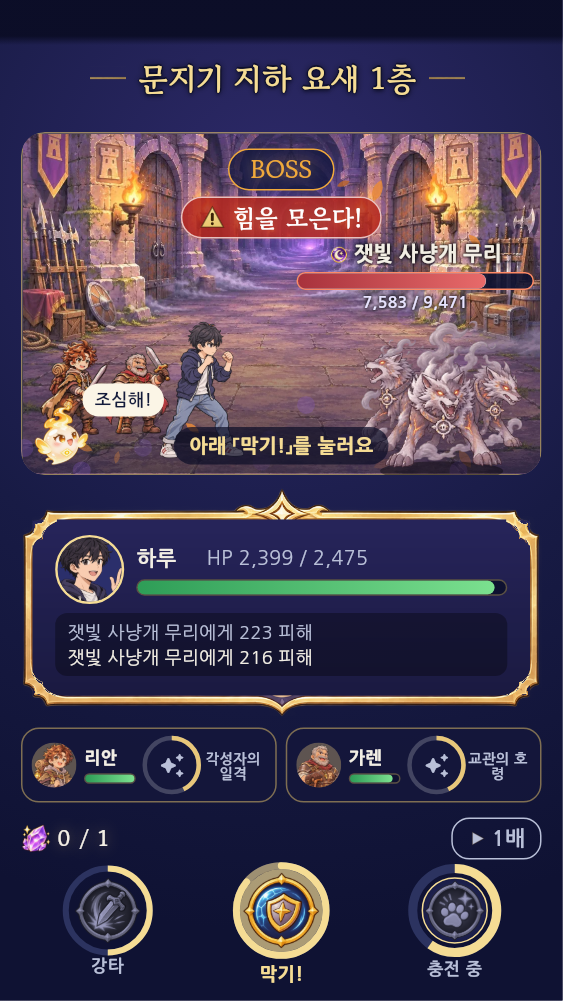 문지기 지하 요새 1층
BOSS
힘을 모은다!
잿빛 사냥개 무리
7,583 / 9,471
조심해!
아래 「막기!」를 눌러요
하루 HP 2,399 / 2,475
잿빛 사냥개 무리에게 223 피해
잿빛 사냥개 무리에게 216 피해
리안
각성자의
일격
가렌
교관의 호
령
0 / 1
1배
강타
막기!
충전 중